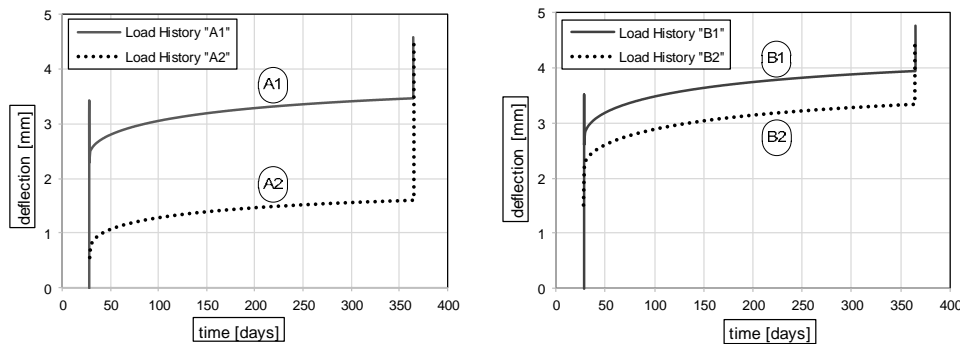 5
4
3
2
1
0
deflection [mm]
Load History "A1"
Load History "A2"
A1
A2
0 50 100 150 200 250 300 350 400
time [days]
5
4
3
2
1
0
deflection [mm]
Load History "B1"
Load History "B2"
B1
B2
0 50 100 150 200 250 300 350 400
time [days]